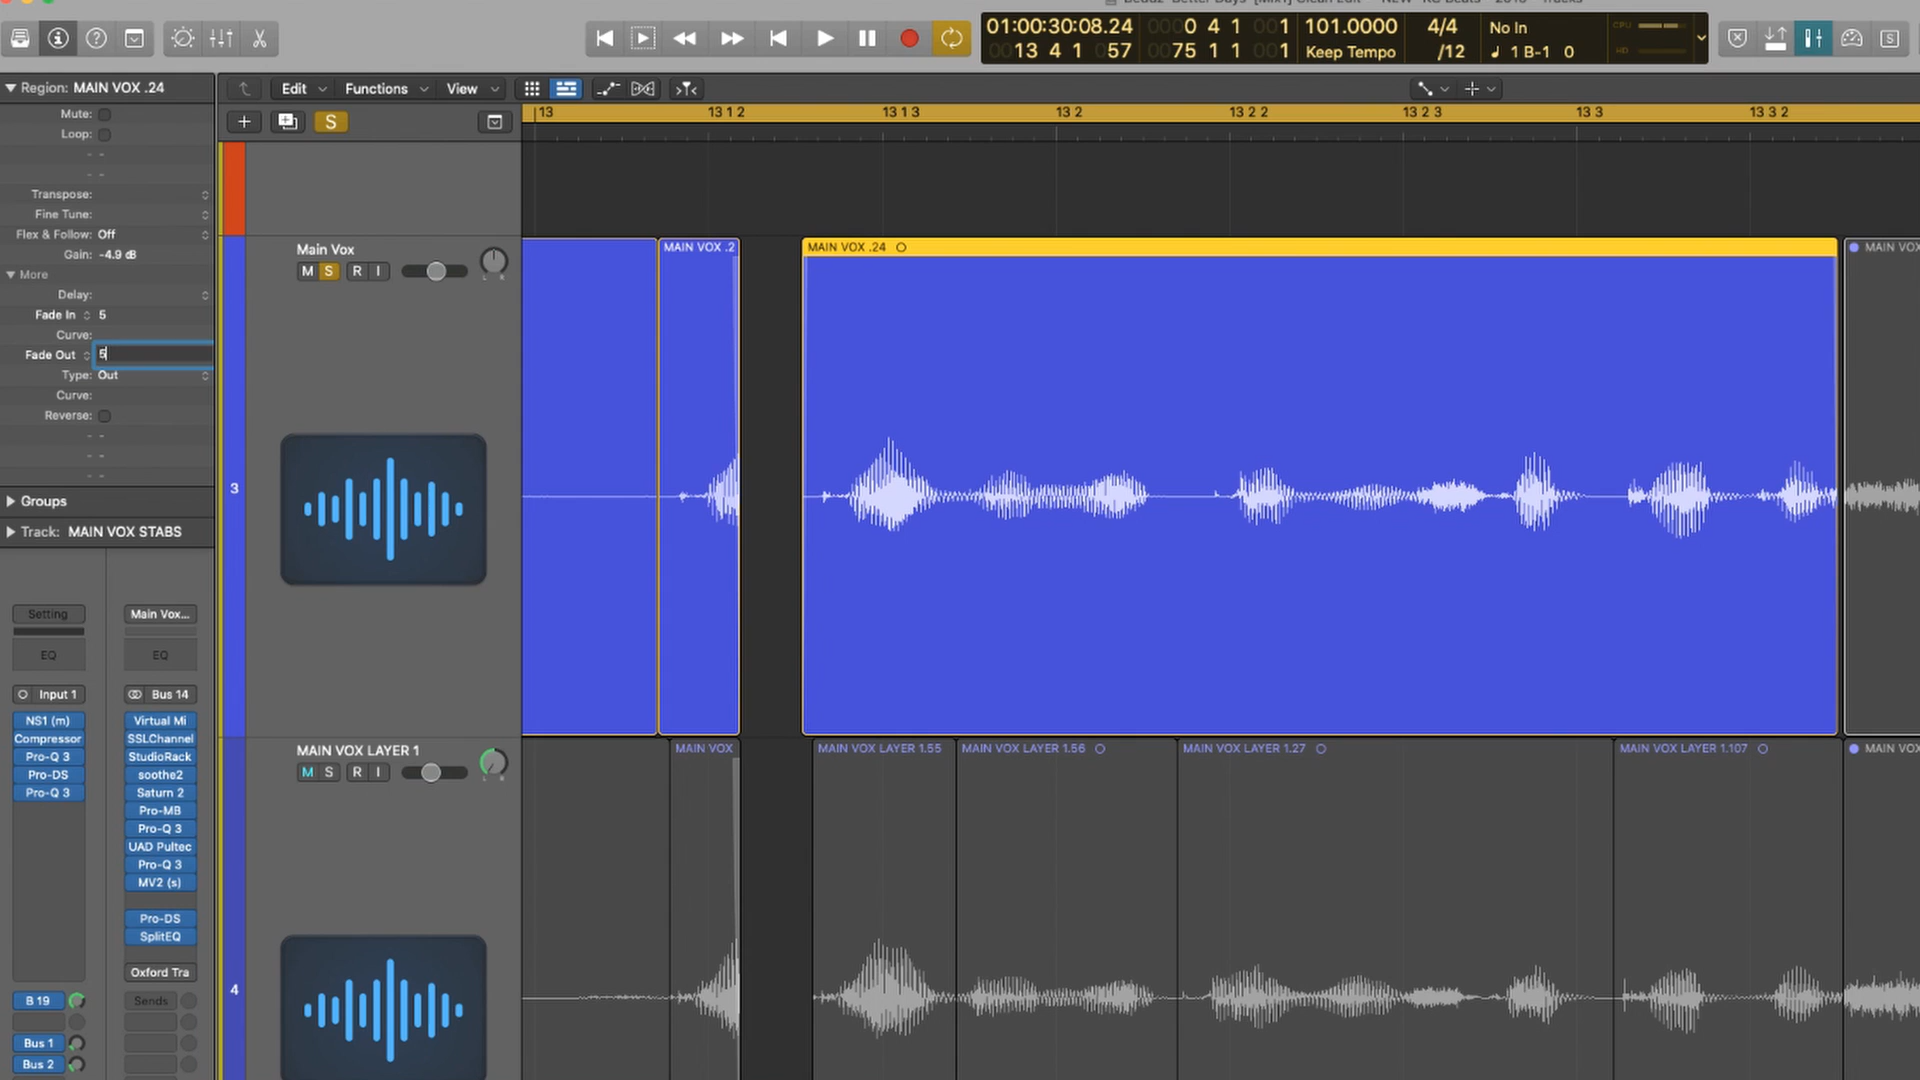 01:00:30:08.24 0 4 1 1 101.0000 4/4 No In CPU
13 4 1 57 75 1 1 1 Keep Tempo /12 1 B-1 0 HD
Region: MAIN VOX .24
Edit Functions View
Mute:
Loop:
13 13 1 2 13 1 3 13 2 13 2 2 13 2 3 13 3 13 3 2
S
Transpose:
Fine Tune:
Flex & Follow: Off
Gain: -4.9 dB
More
Delay:
Fade In 5
Curve:
Fade Out 5
Type: Out
Curve:
Reverse:
Groups
Track: MAIN VOX STABS
Setting Main Vox...
EQ EQ
Input 1 Bus 14
NS1 (m) Virtual Mi
Compressor SSLChannel
Pro-Q 3 StudioRack
Pro-DS soothe2
Pro-Q 3 Saturn 2
Pro-MB
Pro-Q 3
UAD Pultec
Pro-Q 3
MV2 (s)
Pro-DS
SplitEQ
Oxford Tra
B 19 Sends
Bus 1
Bus 2
3
Main Vox
M S R I
MAIN VOX .2
MAIN VOX .24
MAIN VOX
4
MAIN VOX LAYER 1
M S R I
MAIN VOX
MAIN VOX LAYER 1.55
MAIN VOX LAYER 1.56
MAIN VOX LAYER 1.27
MAIN VOX LAYER 1.107
MAIN VOX